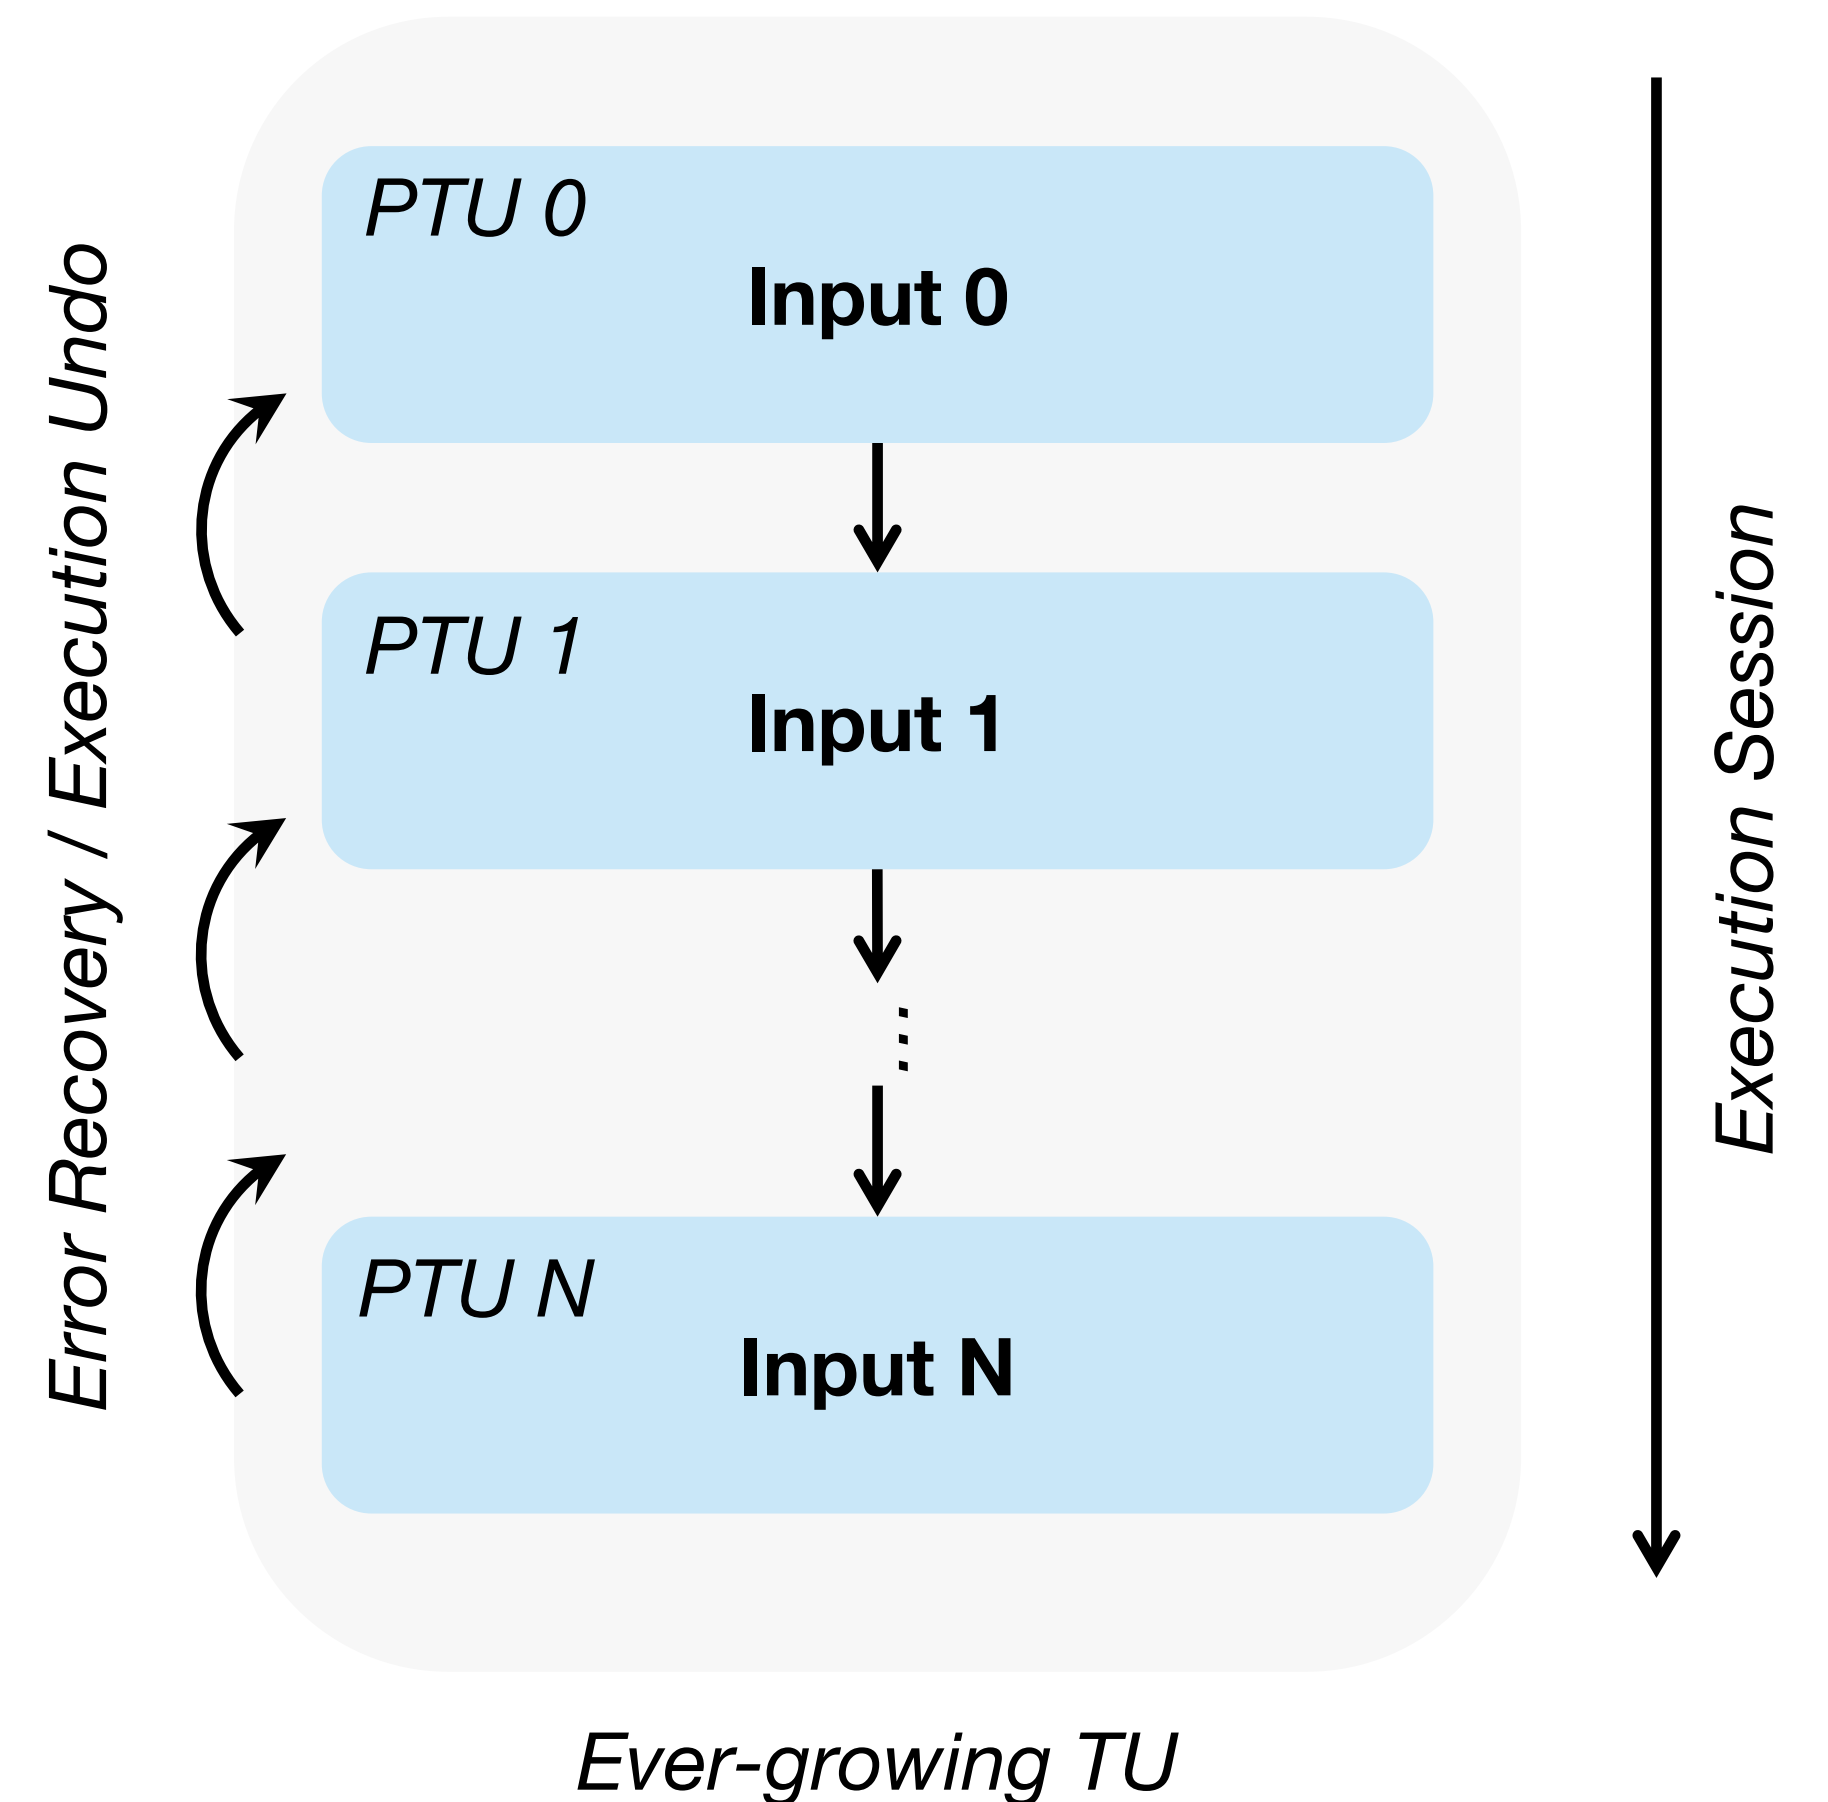 PTU 0
Input 0
PTU 1
Input 1
...
PTU N
Input N
Error Recovery / Execution Undo
Execution Session
Ever-growing TU